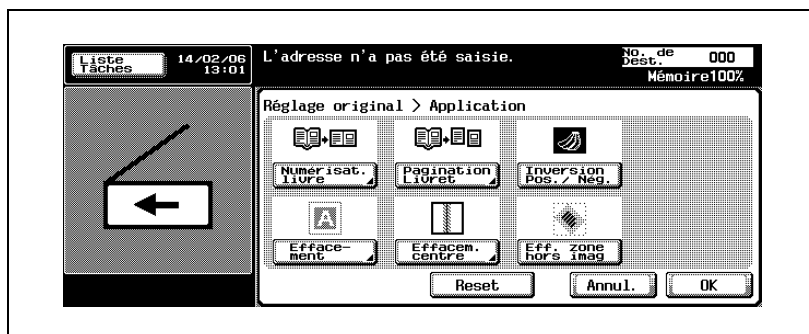 Liste
Tâches
14/02/06
13:01
L'adresse n'a pas été saisie.
No. de
Dest.
000
Mémoire100%
Réglage original > Application
Numérisat.
livre
Pagination
Livret
Inversion
Pos./ Nég.
A
Efface-
ment
Effacem.
centre
Eff. zone
hors imag
Reset
Annul.
OK